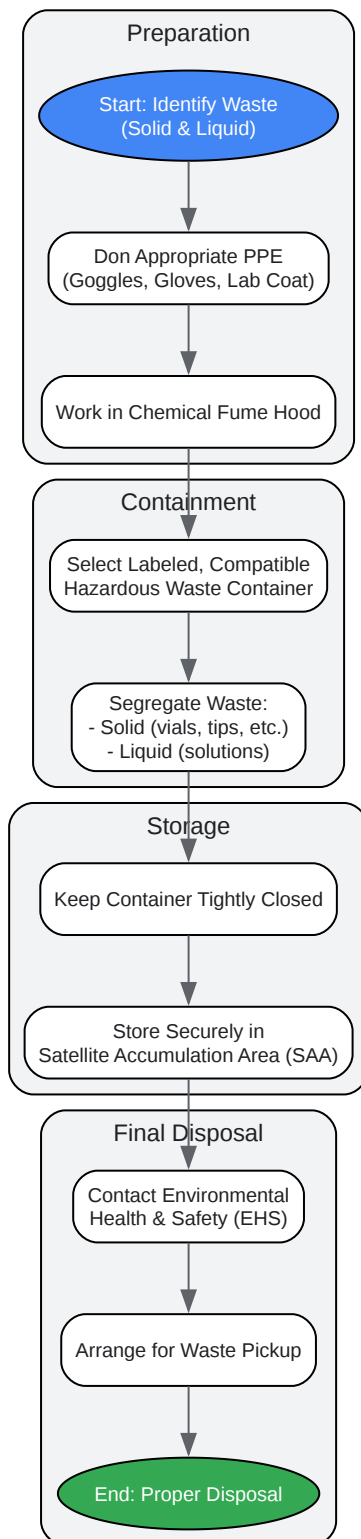 Preparation
Start: Identify Waste
(Solid & Liquid)
Don Appropriate PPE
(Goggles, Gloves, Lab Coat)
Work in Chemical Fume Hood
Containment
Select Labeled, Compatible
Hazardous Waste Container
Segregate Waste:
- Solid (vials, tips, etc.)
- Liquid (solutions)
Storage
Keep Container Tightly Closed
Store Securely in
Satellite Accumulation Area (SAA)
Final Disposal
Contact Environmental
Health & Safety (EHS)
Arrange for Waste Pickup
End: Proper Disposal